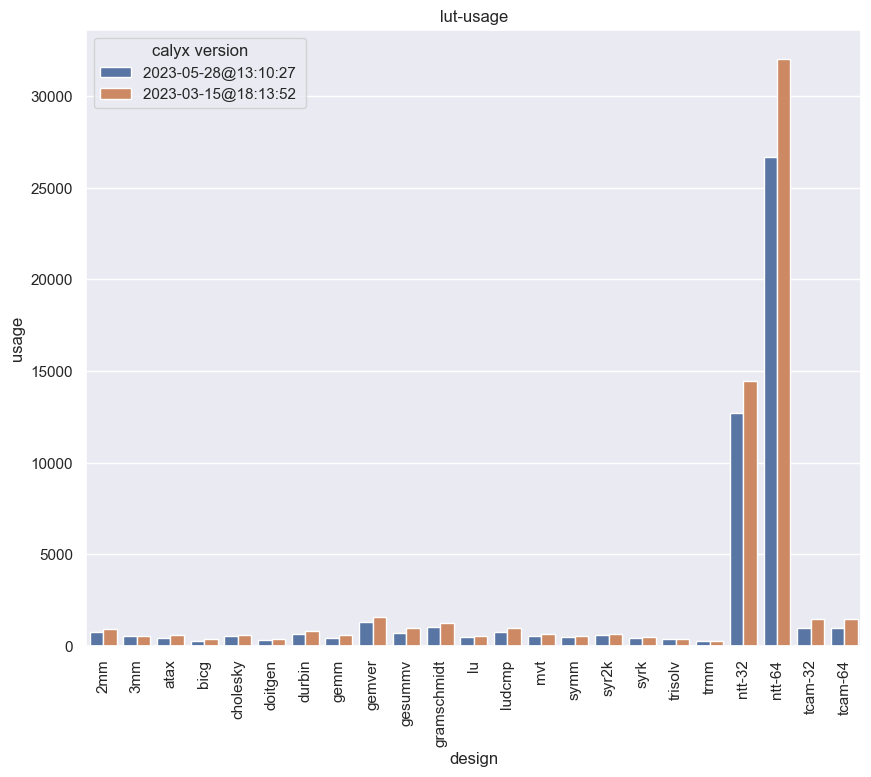 lut-usage
calyx version
2023-05-28@13:10:27
2023-03-15@18:13:52
usage
30000
25000
20000
15000
10000
5000
0
2mm
3mm
atax
bicg
cholesky
doitgen
durbin
gemm
gemver
gesummv
gramschmidt
lu
ludcmp
mvt
symm
syr2k
syrk
trisolv
trmm
ntt-32
ntt-64
tcam-32
tcam-64
design